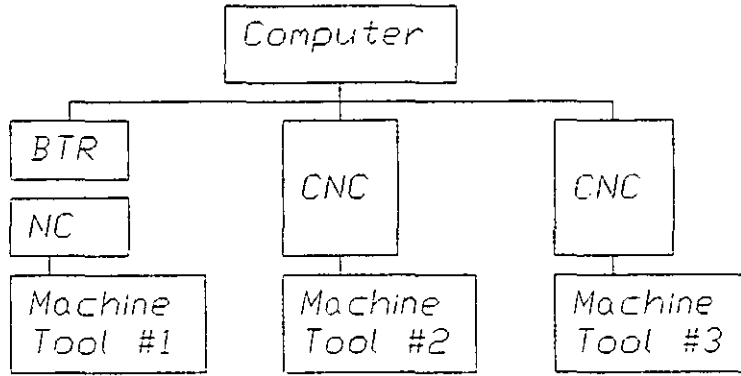 Computer
BTR
CNC
CNC
NC
Machine
Tool #1
Machine
Tool #2
Machine
Tool #3